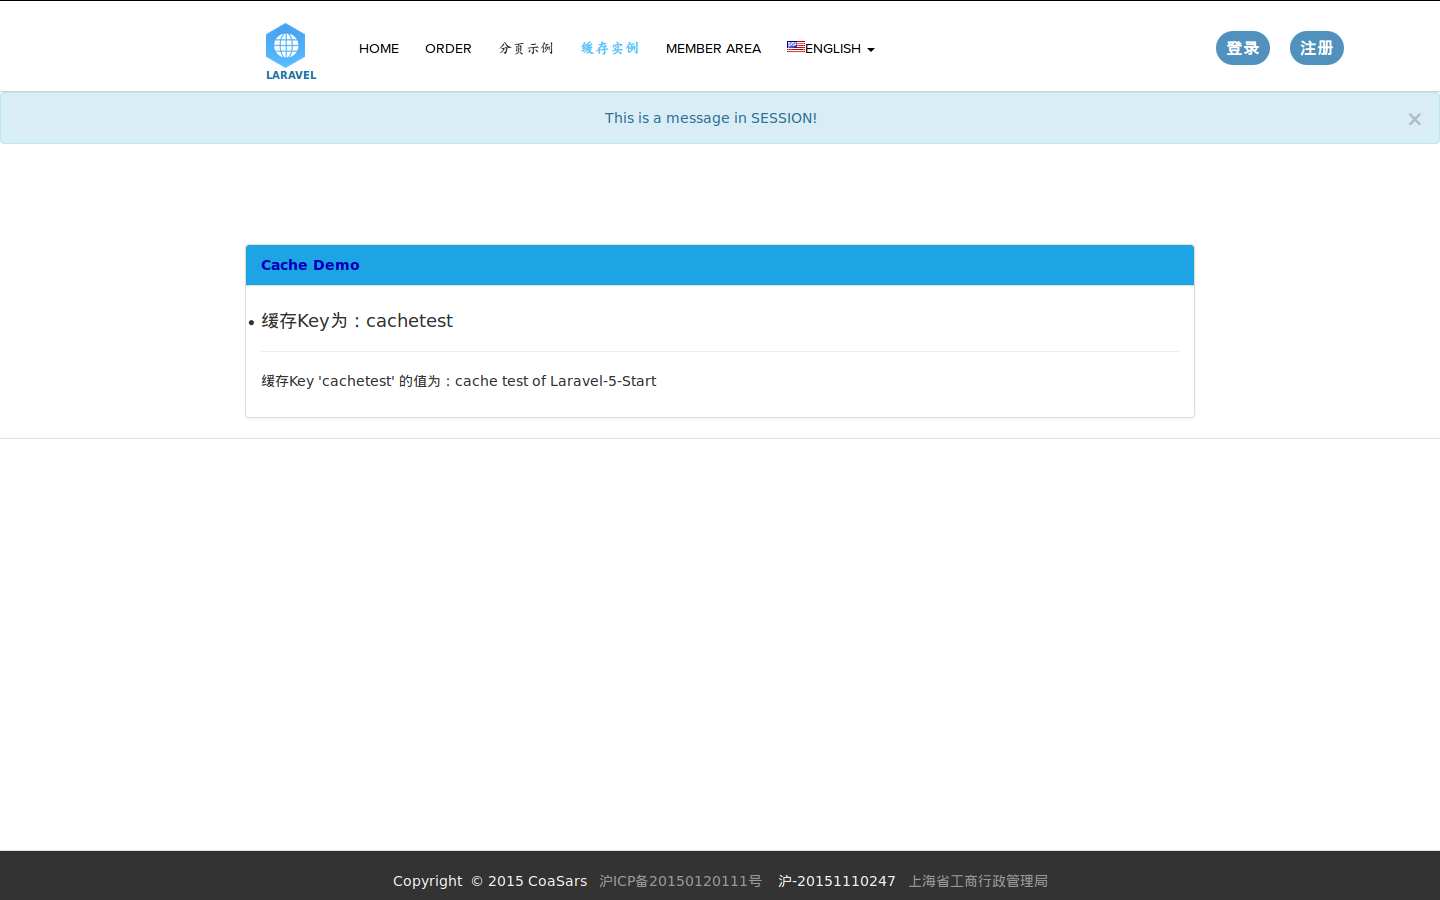 LARAVEL
HOME ORDER 分页示例 缓存实例 MEMBER AREA ENGLISH 登录 注册
This is a message in SESSION! ×
Cache Demo
缓存Key为：cachetest
缓存Key 'cachetest' 的值为：cache test of Laravel-5-Start
Copyright © 2015 CoaSars 沪ICP备20150120111号 沪-20151110247 上海省工商行政管理局